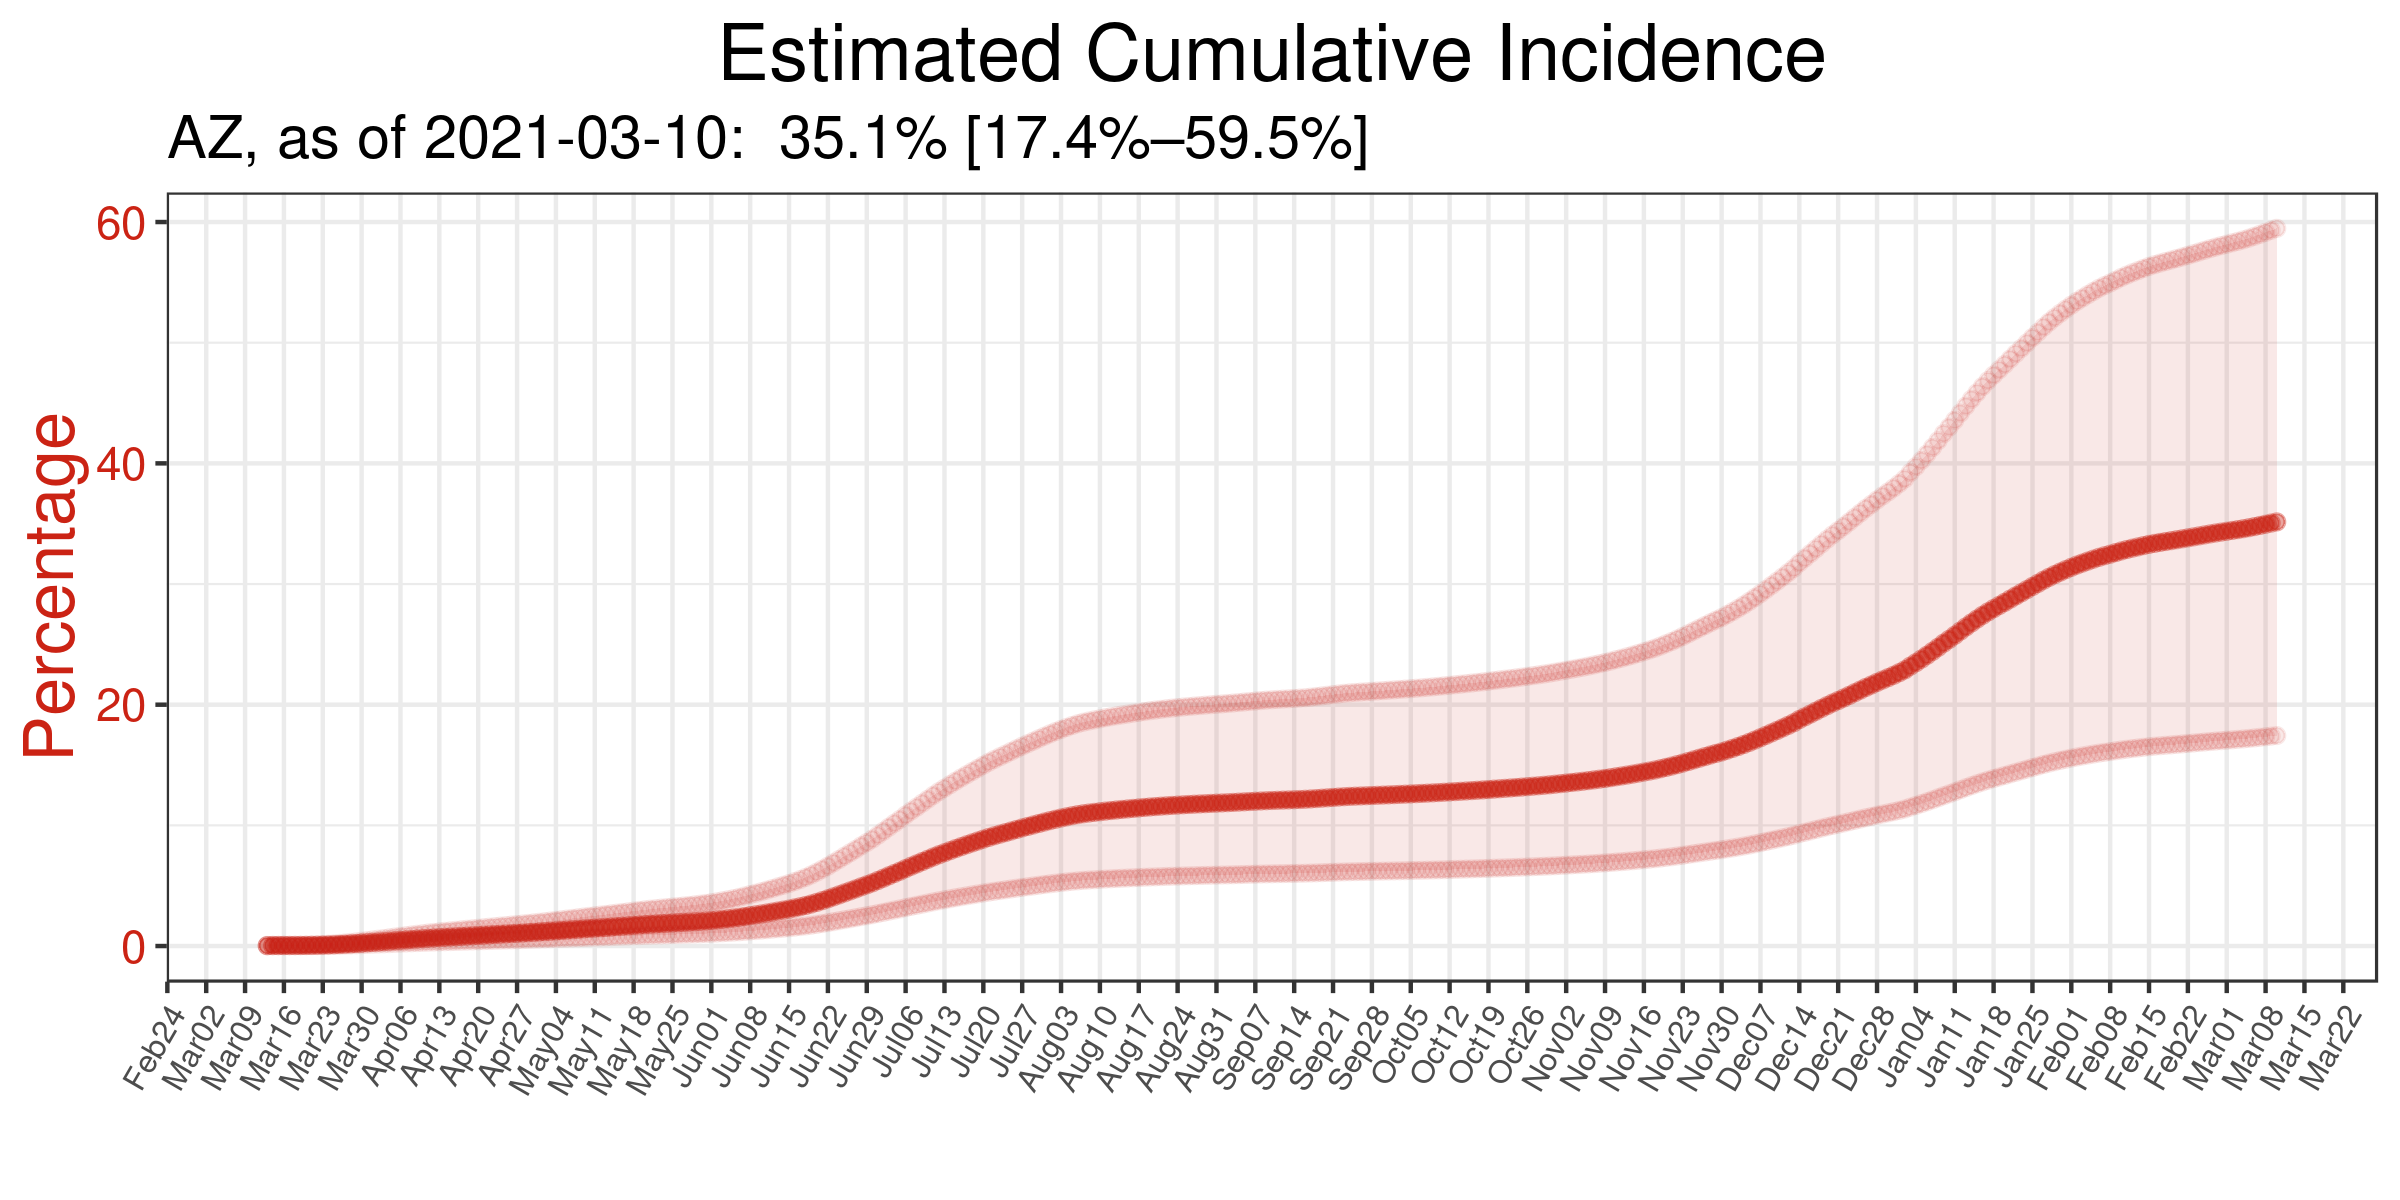 Estimated Cumulative Incidence
AZ, as of 2021-03-10:  35.1% [17.4%–59.5%]
Percentage
60
40
20
0
Feb24
Mar02
Mar09
Mar16
Mar23
Mar30
Apr06
Apr13
Apr20
Apr27
May04
May11
May18
May25
Jun01
Jun08
Jun15
Jun22
Jun29
Jul06
Jul13
Jul20
Jul27
Aug03
Aug10
Aug17
Aug24
Aug31
Sep07
Sep14
Sep21
Sep28
Oct05
Oct12
Oct19
Oct26
Nov02
Nov09
Nov16
Nov23
Nov30
Dec07
Dec14
Dec21
Dec28
Jan04
Jan11
Jan18
Jan25
Feb01
Feb08
Feb15
Feb22
Mar01
Mar08
Mar15
Mar22